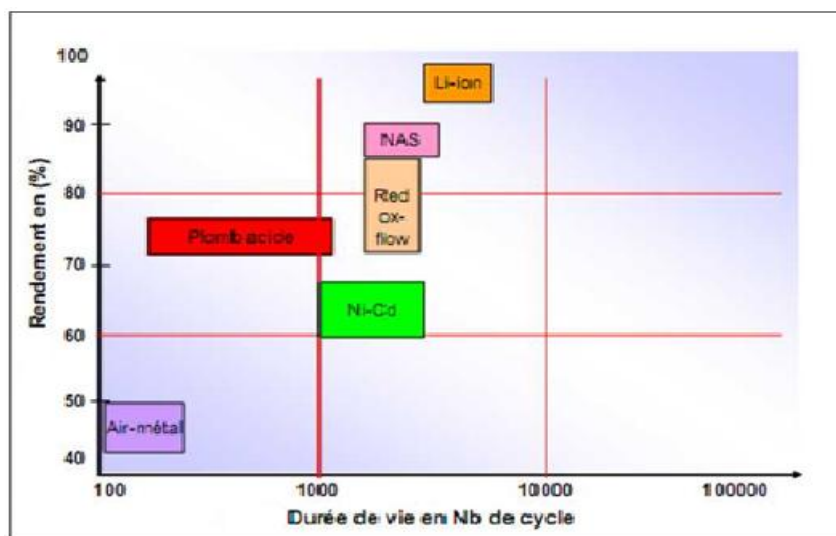 100
Li-ion
90
NAS
80
Red
ox-
flow
Plomb acide
70
Ni-Cd
60
50
Air-métal
40
100
1000
10000
100000
Rendement en (%)
Durée de vie en Nb de cycle